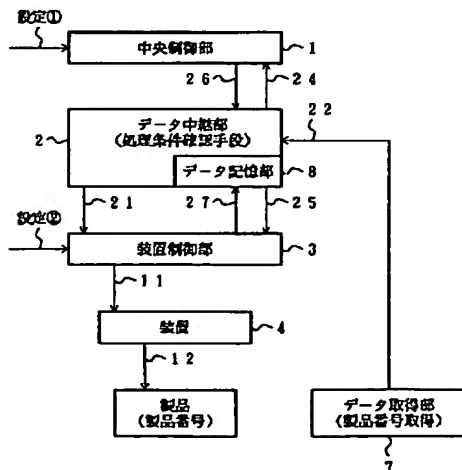 設定①
中央制御部
1
26
24
22
データ中継部
(処理条件確認手段)
2
データ記憶部
8
21
27
25
設定②
装置制御部
3
11
装置
4
12
製品
(製品番号)
データ取得部
(製品番号取得)
7